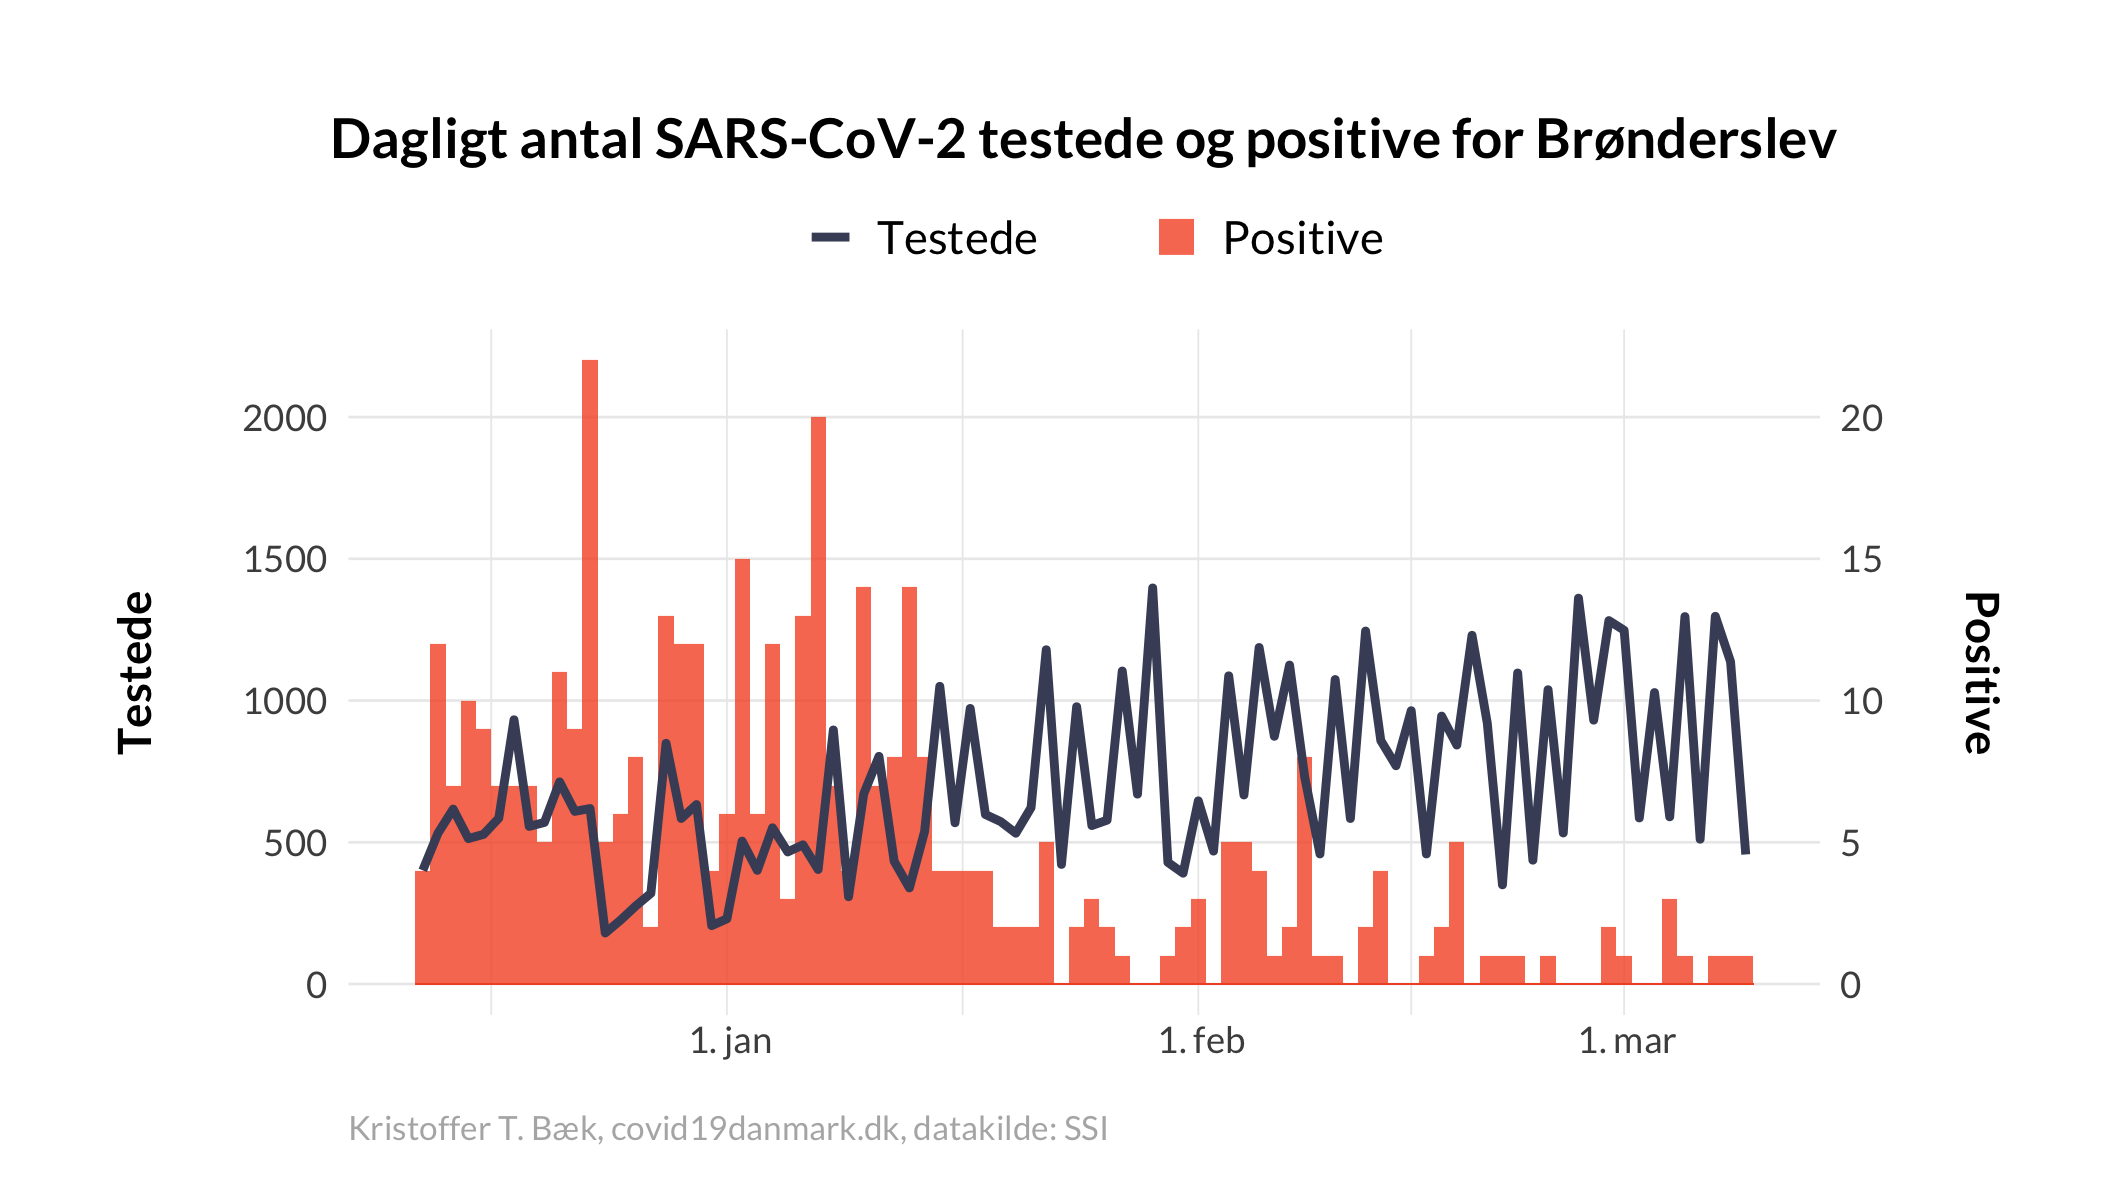 Dagligt antal SARS-CoV-2 testede og positive for Brønderslev
Testede
Positive
2000
1500
1000
500
0
20
15
10
5
0
Testede
Positive
1. jan
1. feb
1. mar
Kristoffer T. Bæk, covid19danmark.dk, datakilde: SSI